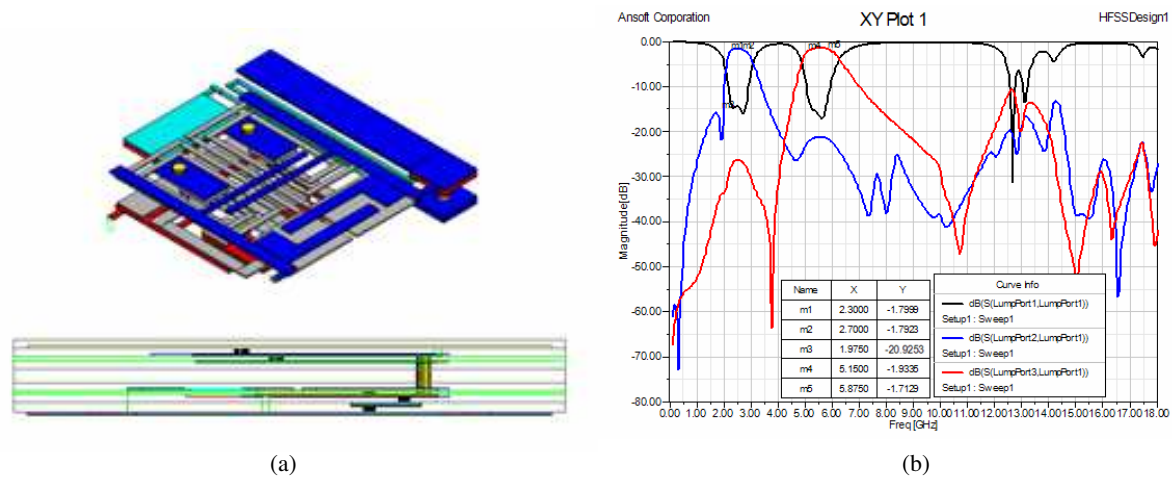 Ansoft Corporation
XY Plot 1
HFSSDesign1
0.00
-10.00
-20.00
-30.00
-40.00
-50.00
-60.00
-70.00
-80.00
Magnitude[dB]
m1
m2
m4
m5
m3
Name X Y
m1 2.3000 -1.7999
m2 2.7000 -1.7923
m3 1.9750 -20.9253
m4 5.1500 -1.9335
m5 5.8750 -1.7129
Curve Info
dB(S(LumpPort1,LumpPort1))
Setup1 : Sweep1
dB(S(LumpPort2,LumpPort1))
Setup1 : Sweep1
dB(S(LumpPort3,LumpPort1))
Setup1 : Sweep1
0.00 1.00 2.00 3.00 4.00 5.00 6.00 7.00 8.00 9.00 10.00 11.00 12.00 13.00 14.00 15.00 16.00 17.00 18.00
Freq [GHz]
(a)
(b)